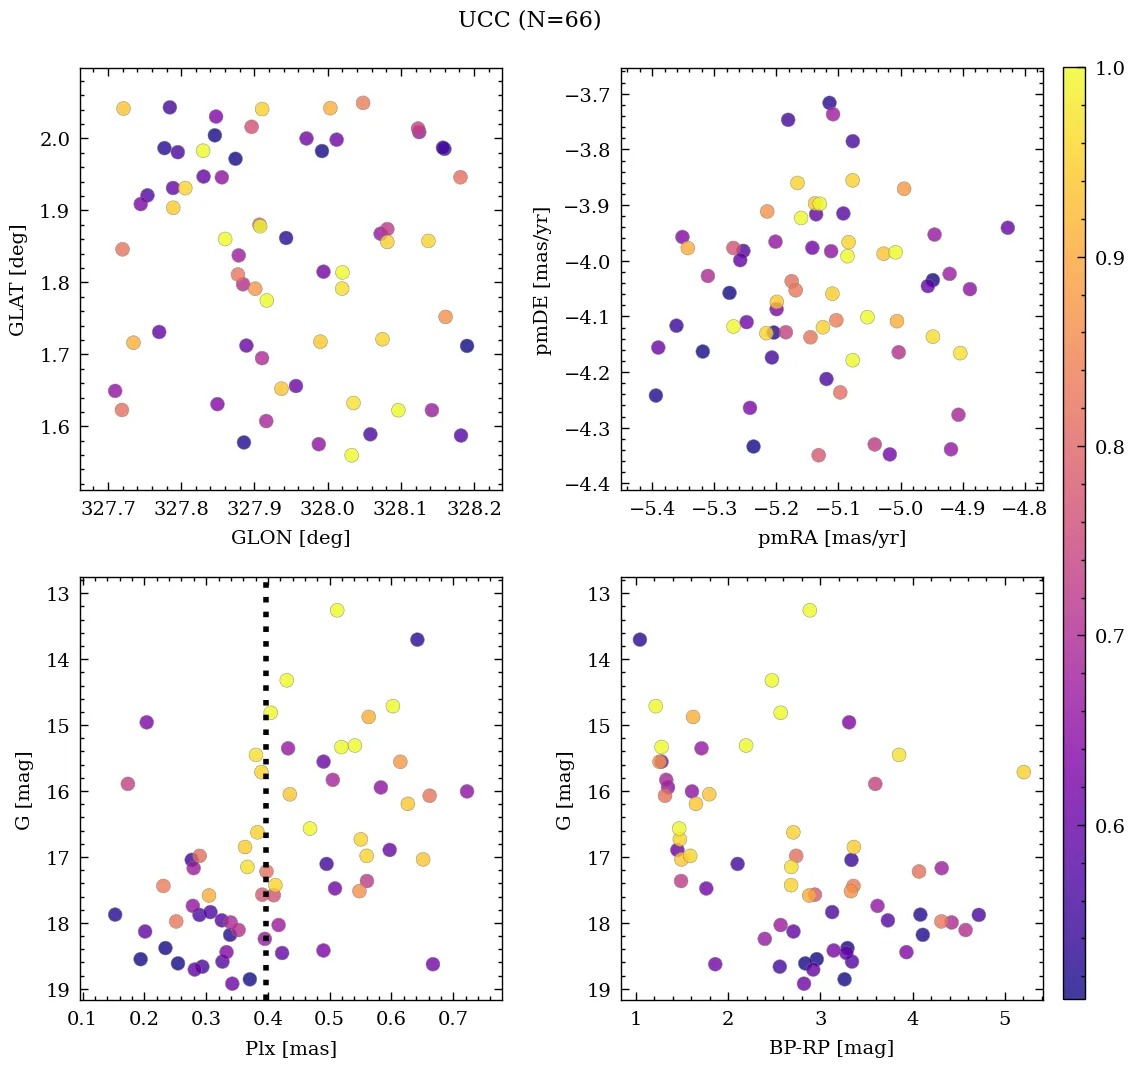 UCC (N=66)
2.0
1.9
1.8
1.7
1.6
GLAT [deg]
327.7 327.8 327.9 328.0 328.1 328.2
GLON [deg]
−3.7
−3.8
−3.9
−4.0
−4.1
−4.2
−4.3
−4.4
pmDE [mas/yr]
−5.4 −5.3 −5.2 −5.1 −5.0 −4.9 −4.8
pmRA [mas/yr]
1.0
0.9
0.8
0.7
0.6
13
14
15
16
17
18
19
G [mag]
0.1 0.2 0.3 0.4 0.5 0.6 0.7
Plx [mas]
13
14
15
16
17
18
19
G [mag]
1 2 3 4 5
BP-RP [mag]